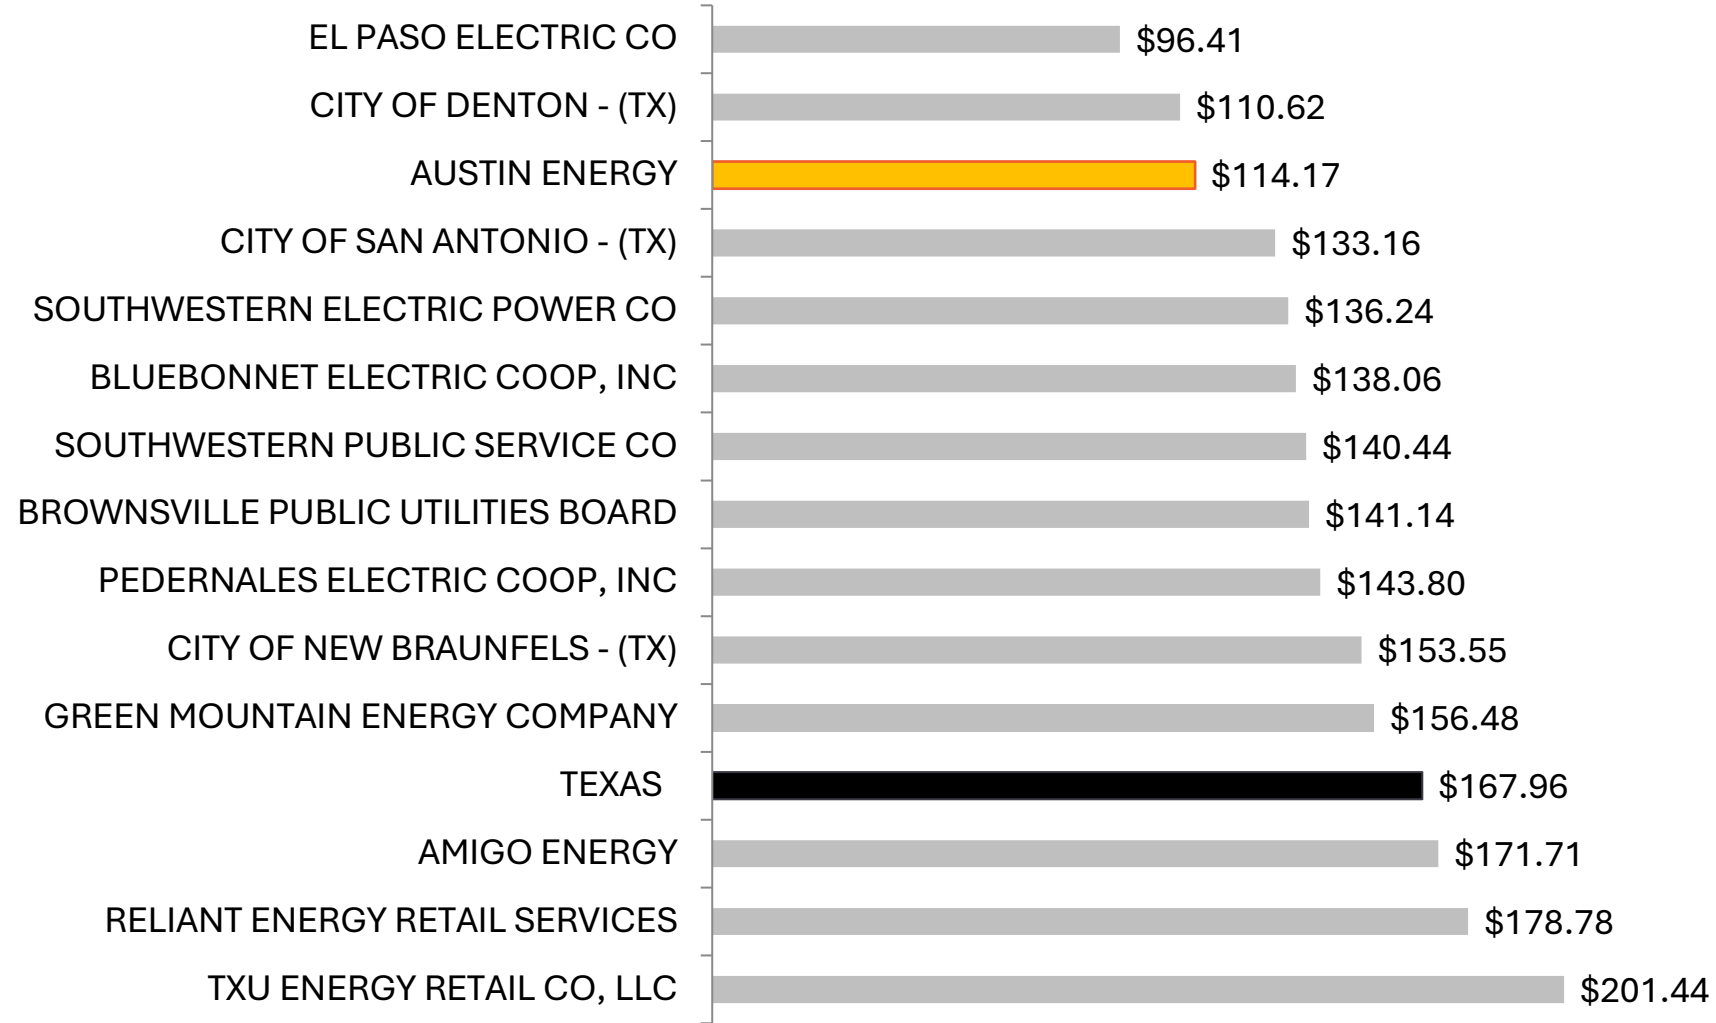 EL PASO ELECTRIC CO $96.41
CITY OF DENTON - (TX) $110.62
AUSTIN ENERGY $114.17
CITY OF SAN ANTONIO - (TX) $133.16
SOUTHWESTERN ELECTRIC POWER CO $136.24
BLUEBONNET ELECTRIC COOP, INC $138.06
SOUTHWESTERN PUBLIC SERVICE CO $140.44
BROWNSVILLE PUBLIC UTILITIES BOARD $141.14
PEDERNALES ELECTRIC COOP, INC $143.80
CITY OF NEW BRAUNFELS - (TX) $153.55
GREEN MOUNTAIN ENERGY COMPANY $156.48
TEXAS $167.96
AMIGO ENERGY $171.71
RELIANT ENERGY RETAIL SERVICES $178.78
TXU ENERGY RETAIL CO, LLC $201.44